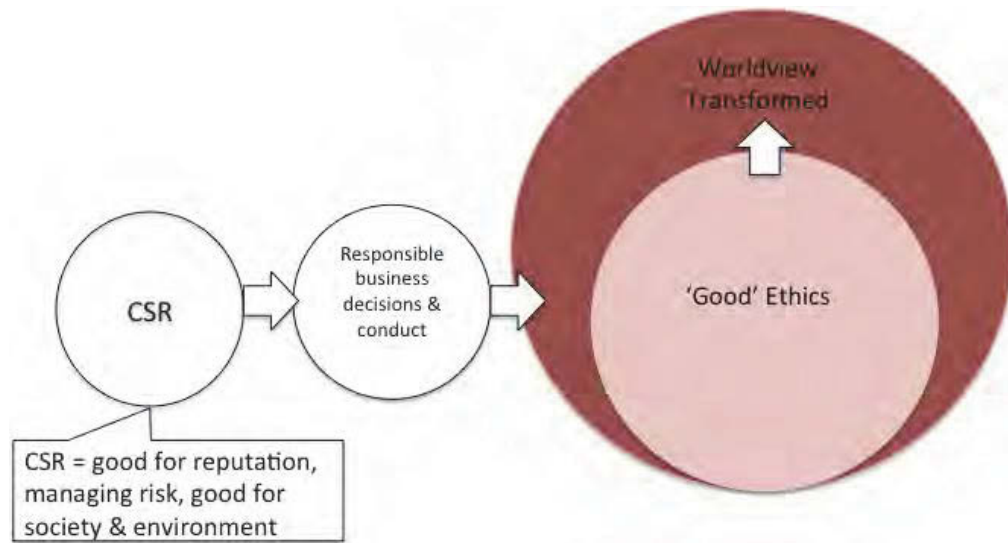 Worldview
Transformed
Responsible
business
decisions &
conduct
'Good' Ethics
CSR
CSR = good for reputation,
managing risk, good for
society & environment